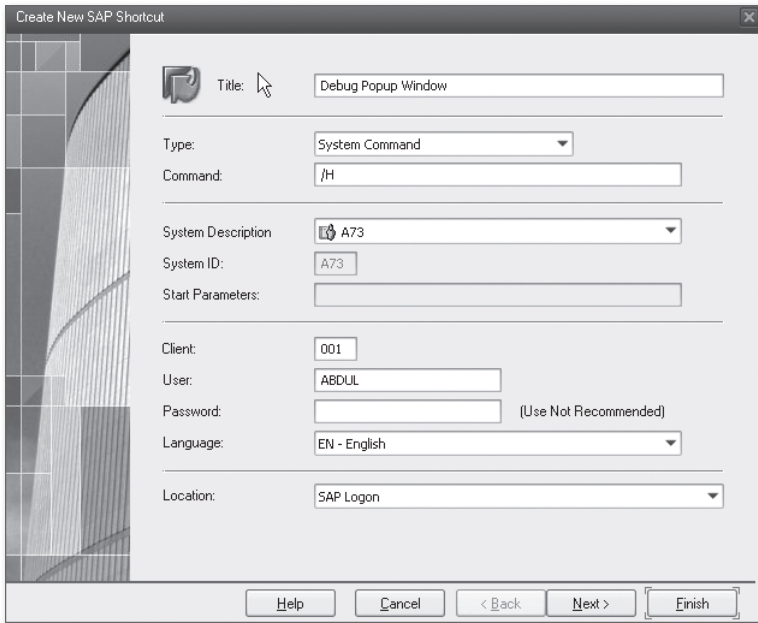 Create New SAP Shortcut
Title: Debug Popup Window
Type: System Command
Command: /H
System Description A73
System ID: A73
Start Parameters:
Client: 001
User: ABDUL
Password: (Use Not Recommended)
Language: EN - English
Location: SAP Logon
Help Cancel < Back Next > Finish